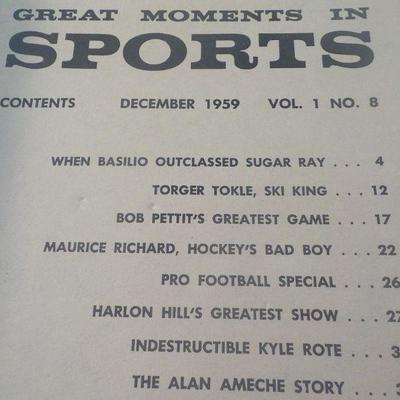 GREAT MOMENTS IN
SPORTS
CONTENTS DECEMBER 1959 VOL. 1 NO. 8
WHEN BASILIO OUTCLASSED SUGAR RAY . . . 4
TORGER TOKLE, SKI KING . . . 12
BOB PETTIT'S GREATEST GAME . . . 17
MAURICE RICHARD, HOCKEY'S BAD BOY . . . 22
PRO FOOTBALL SPECIAL . . . 26
HARLON HILL'S GREATEST SHOW . . . 27
INDESTRUCTIBLE KYLE ROTE . . .
THE ALAN AMECHE STORY . . .